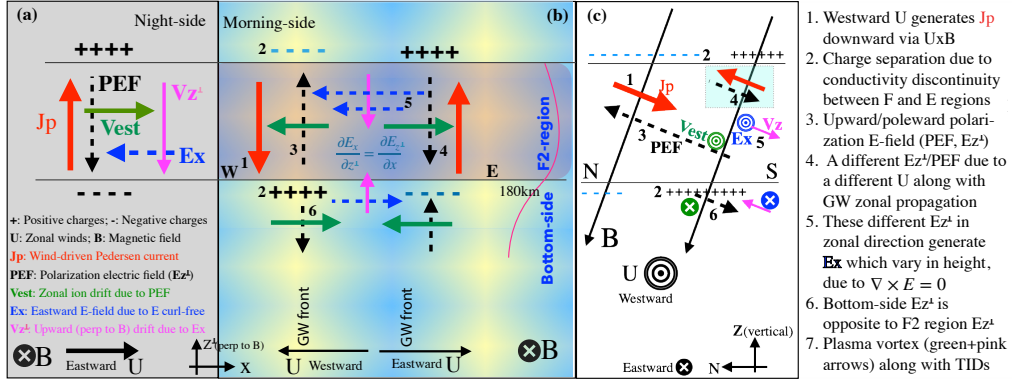 (a)
Night-side
++++
PEF
Jp
Vest
Vz⊥
Ex
- - - -
+: Positive charges; -: Negative charges
U: Zonal winds; B: Magnetic field
Jp: Wind-driven Pedersen current
PEF: Polarization electric field (Ez⊥)
Vest: Zonal ion drift due to PEF
Ex: Eastward E-field due to E curl-free
Vz⊥: Upward (perp to B) drift due to Ex
B
Eastward U
Z⊥(perp to B)
X
Morning-side
(b)
2 - - - -
++++
5
W 1
3
∂Ex/∂z⊥ = ∂Ez⊥/∂x
4
E
F2-region
2 ++++
- - - -
180km
6
Bottom-side
GW front
GW front
U Westward
Eastward U
B
(c)
2 ++++++
1
Jp
4
3
PEF
Vest
Ex
Vz
5
N
S
2 +++++++++
6
B
U
Westward
Z(vertical)
Eastward
N
1. Westward U generates Jp
downward via UxB
2. Charge separation due to
conductivity discontinuity
between F and E regions
3. Upward/poleward polari-
zation E-field (PEF, Ez⊥)
4. A different Ez⊥/PEF due to
a different U along with
GW zonal propagation
5. These different Ez⊥ in
zonal direction generate
Ex which vary in height,
due to ∇ × E = 0
6. Bottom-side Ez⊥ is
opposite to F2 region Ez⊥
7. Plasma vortex (green+pink
arrows) along with TIDs